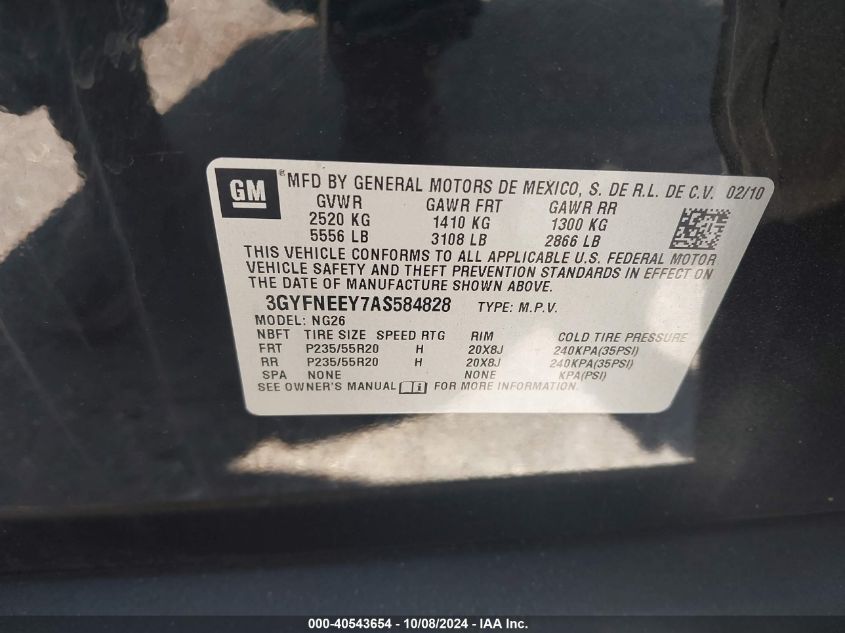 GM ® MFD BY GENERAL MOTORS DE MEXICO, S. DE R.L. DE C.V. 02/10
GVWR GAWR FRT GAWR RR
2520 KG 1410 KG 1300 KG
5556 LB 3108 LB 2866 LB
THIS VEHICLE CONFORMS TO ALL APPLICABLE U.S. FEDERAL MOTOR
VEHICLE SAFETY AND THEFT PREVENTION STANDARDS IN EFFECT ON
THE DATE OF MANUFACTURE SHOWN ABOVE.
3GYFNEEY7AS584828 TYPE: M.P.V.
MODEL: NG26
NBFT TIRE SIZE SPEED RTG RIM COLD TIRE PRESSURE
FRT P235/55R20 H 20X8J 240KPA(35PSI)
RR P235/55R20 H 20X8J 240KPA(35PSI)
SPA NONE NONE KPA(PSI)
SEE OWNER'S MANUAL FOR MORE INFORMATION.
000-40543654 - 10/08/2024 - IAA Inc.